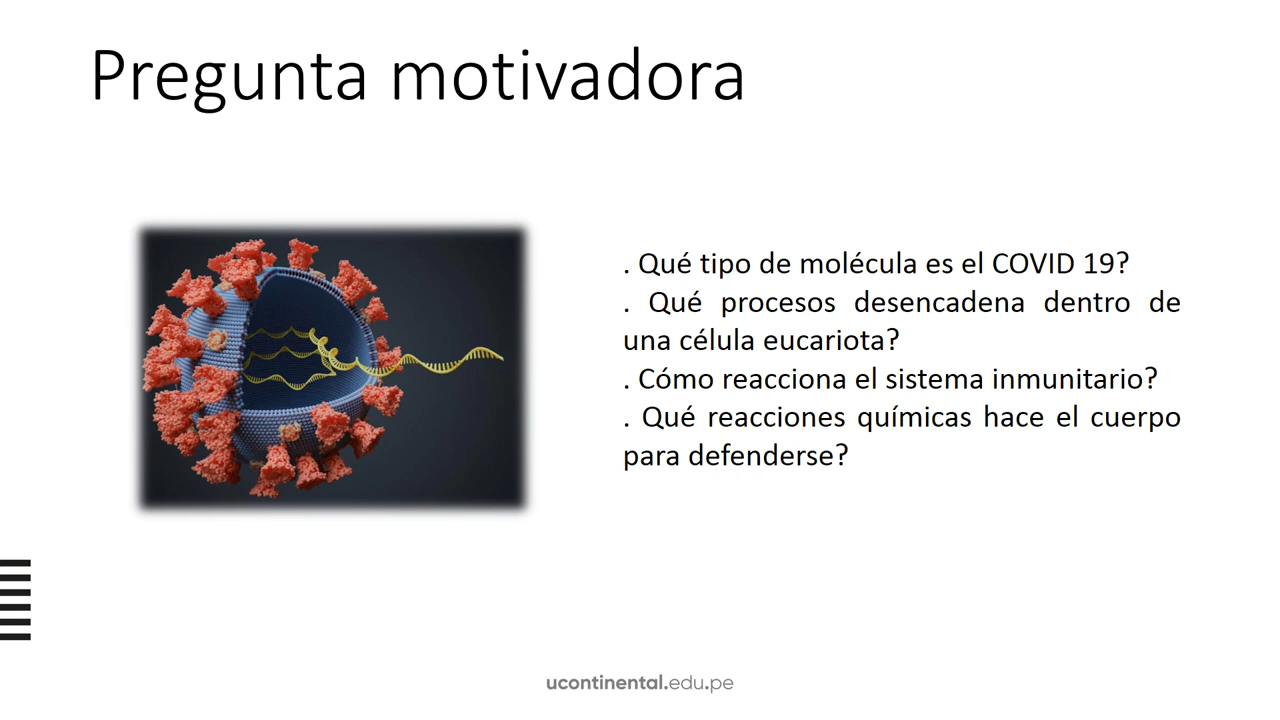 Pregunta motivadora
. Qué tipo de molécula es el COVID 19?
. Qué procesos desencadena dentro de
una célula eucariota?
. Cómo reacciona el sistema inmunitario?
. Qué reacciones químicas hace el cuerpo
para defenderse?
ucontinental.edu.pe